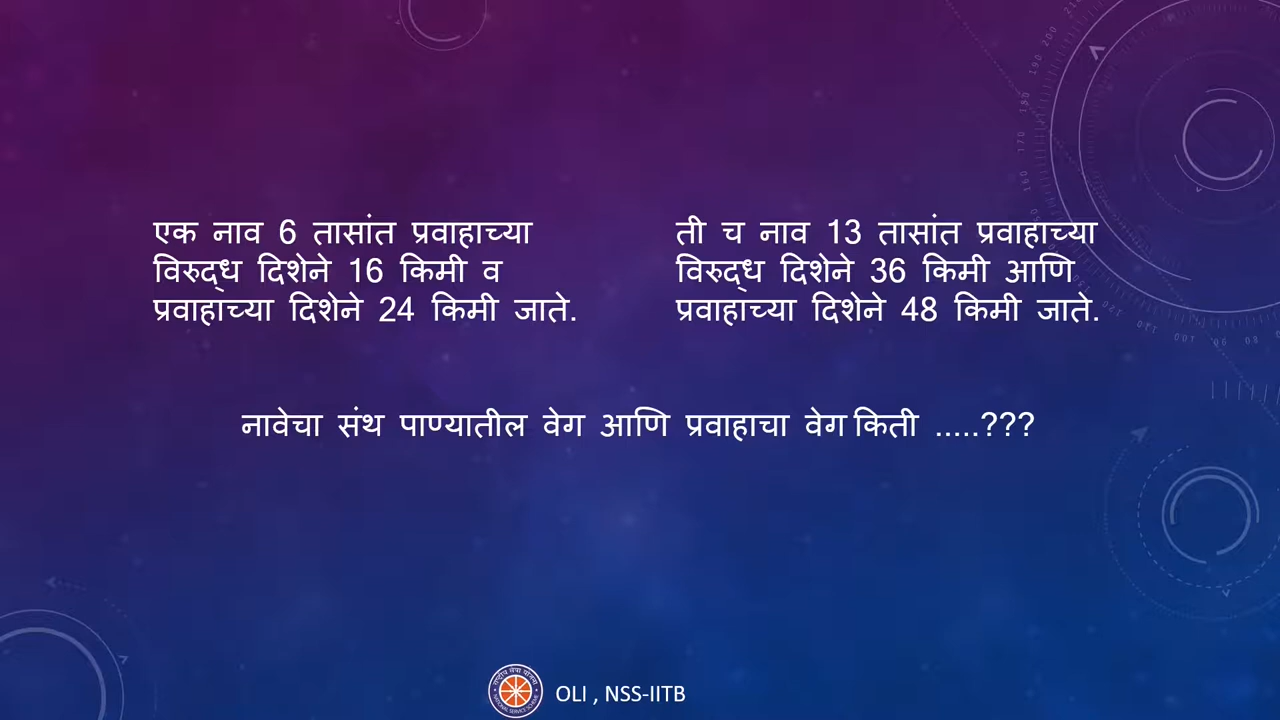 एक नाव 6 तासांत प्रवाहाच्या
विरुद्ध दिशेने 16 किमी व
प्रवाहाच्या दिशेने 24 किमी जाते.
ती च नाव 13 तासांत प्रवाहाच्या
विरुद्ध दिशेने 36 किमी आणि
प्रवाहाच्या दिशेने 48 किमी जाते.
नावेचा संथ पाण्यातील वेग आणि प्रवाहाचा वेग किती .....???
OLI , NSS-IITB